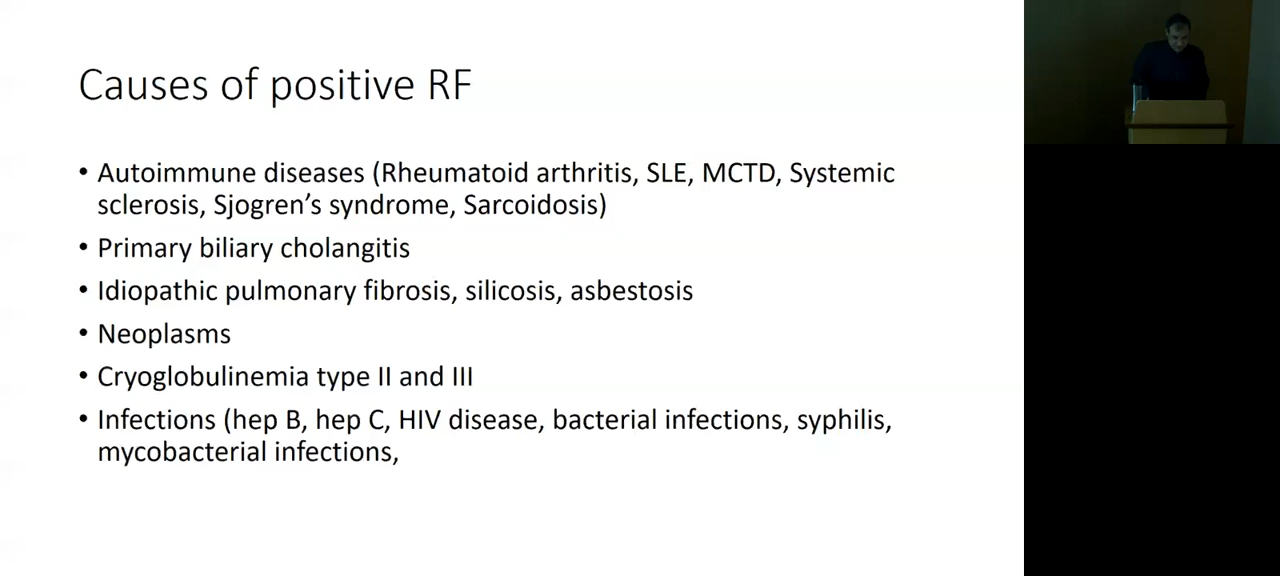 Causes of positive RF
• Autoimmune diseases (Rheumatoid arthritis, SLE, MCTD, Systemic
sclerosis, Sjogren’s syndrome, Sarcoidosis)
• Primary biliary cholangitis
• Idiopathic pulmonary fibrosis, silicosis, asbestosis
• Neoplasms
• Cryoglobulinemia type II and III
• Infections (hep B, hep C, HIV disease, bacterial infections, syphilis,
mycobacterial infections,